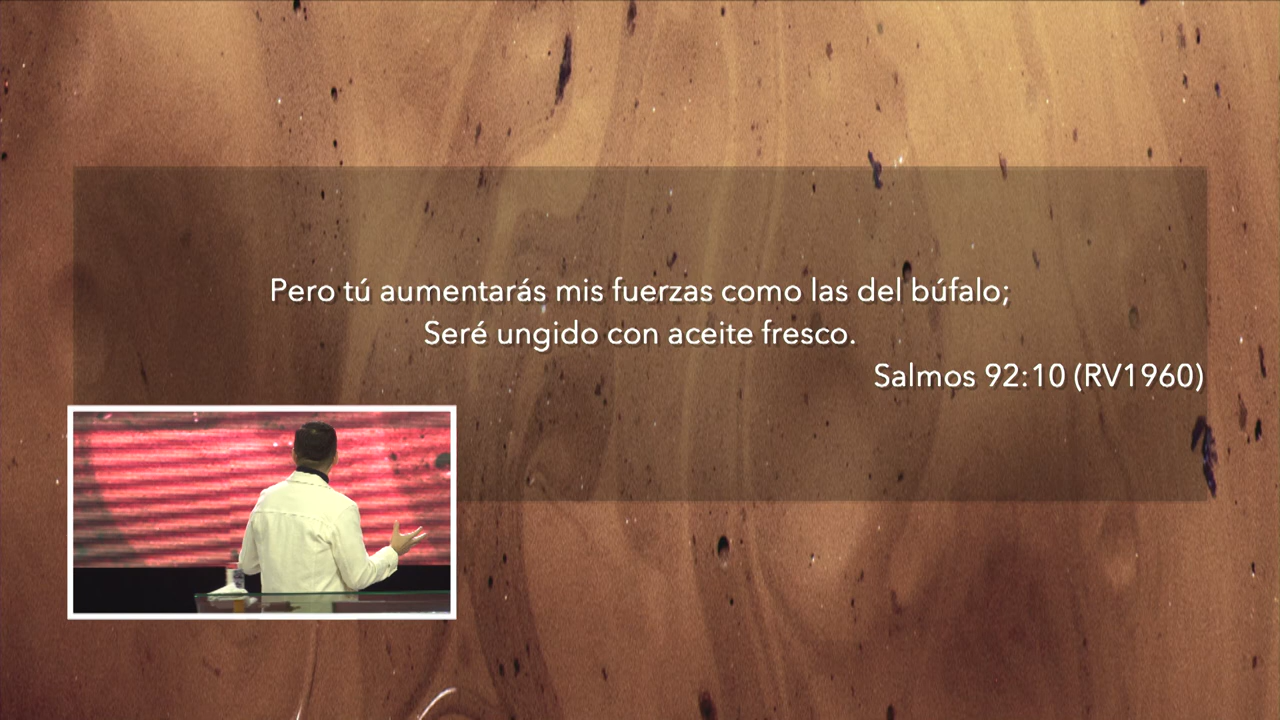 Pero tú aumentarás mis fuerzas como las del búfalo;
Seré ungido con aceite fresco.
Salmos 92:10 (RV1960)